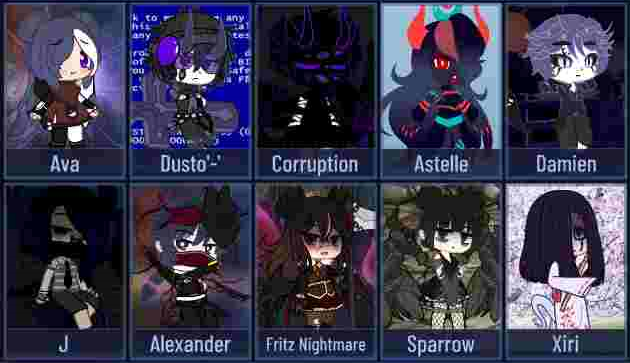 Ava
Dusto'-'
Corruption
Astelle
Damien
J
Alexander
Fritz Nightmare
Sparrow
Xiri